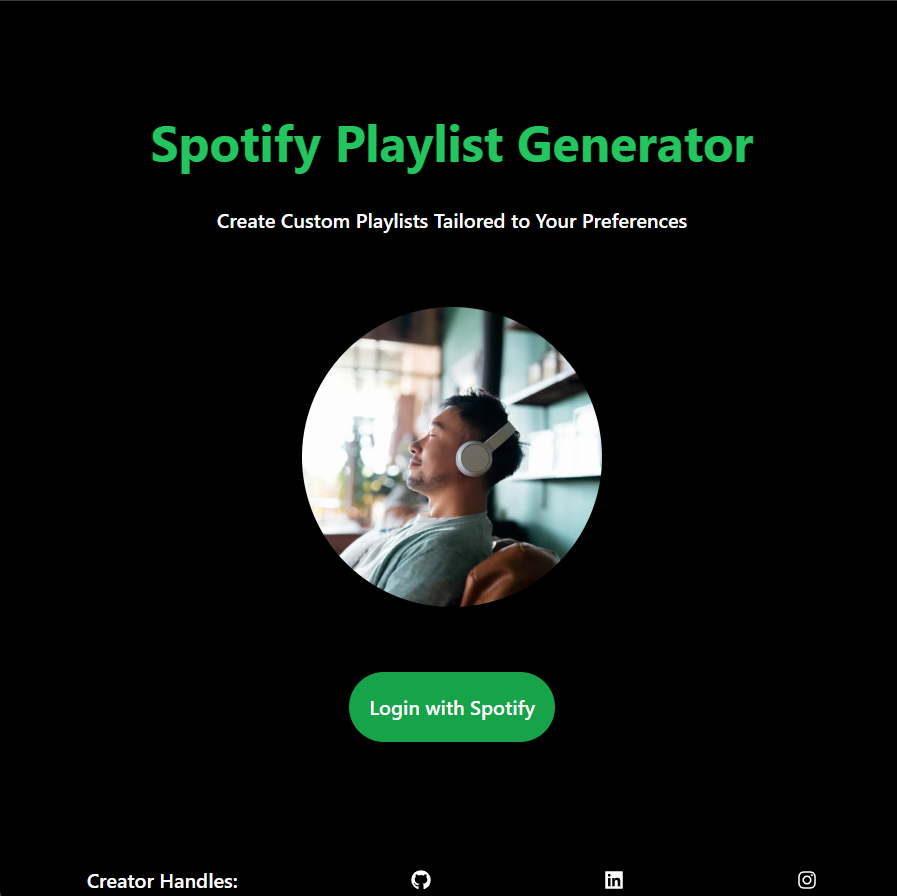 Spotify Playlist Generator
Create Custom Playlists Tailored to Your Preferences
Login with Spotify
Creator Handles: